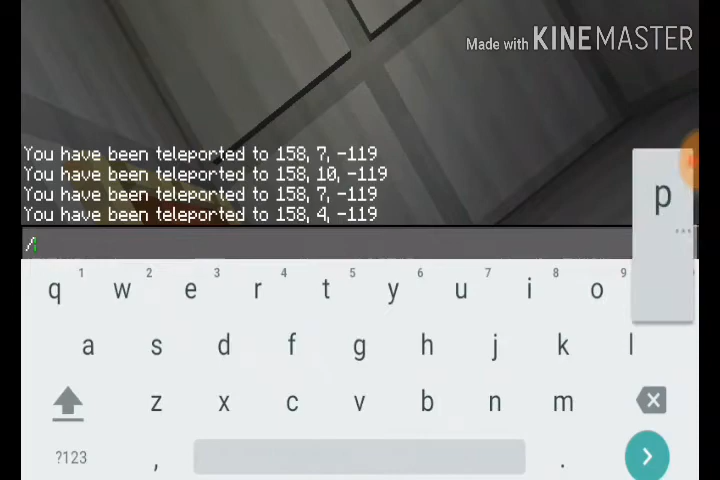 Made with KINEMASTER
You have been teleported to 158, 7, -119
You have been teleported to 158, 10, -119
You have been teleported to 158, 7, -119
You have been teleported to 158, 4, -119
/
p
...
1 2 3 4 5 6 7 8 9
q w e r t y u i o
a s d f g h j k l
z x c v b n m
?123 , .